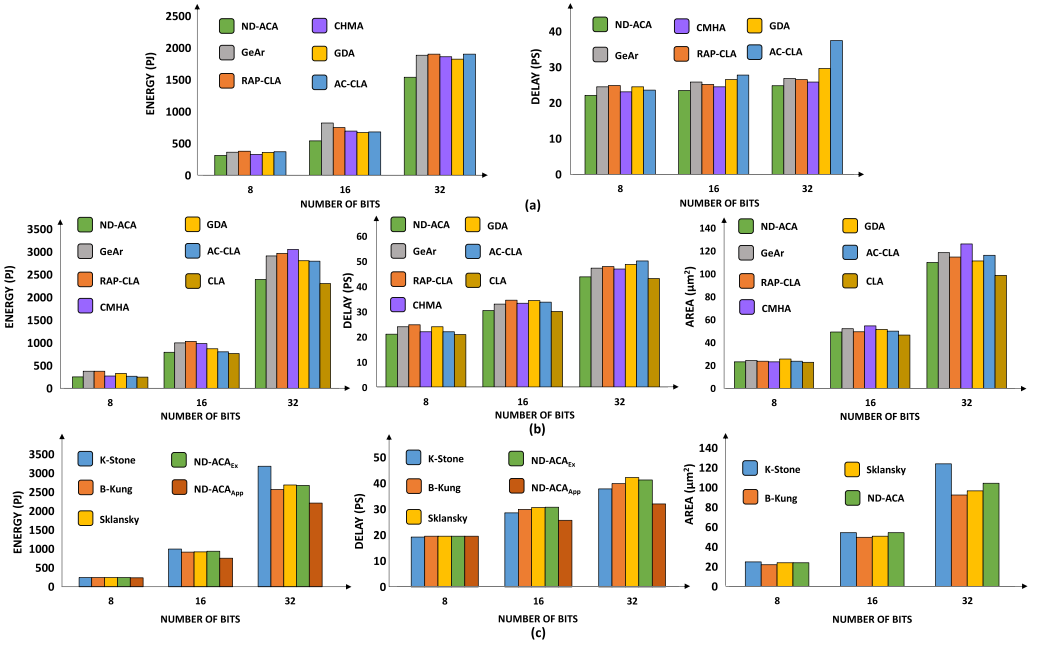 ENERGY (PJ)
2500
2000
1500
1000
500
0
ND-ACA CHMA
GeAr GDA
RAP-CLA AC-CLA
8 16 32
NUMBER OF BITS
DELAY (PS)
40
30
20
10
0
ND-ACA CMHA GDA
GeAr RAP-CLA AC-CLA
8 16 32
NUMBER OF BITS
(a)
ENERGY (PJ)
3500
3000
2500
2000
1500
1000
500
0
ND-ACA GDA
GeAr AC-CLA
RAP-CLA CLA
CMHA
8 16 32
NUMBER OF BITS
DELAY (PS)
60
50
40
30
20
10
0
ND-ACA GDA
GeAr AC-CLA
RAP-CLA CLA
CHMA
8 16 32
NUMBER OF BITS
AREA (µm²)
140
120
100
80
60
40
20
0
ND-ACA GDA
GeAr AC-CLA
RAP-CLA CLA
CMHA
8 16 32
NUMBER OF BITS
(b)
ENERGY (PJ)
3500
3000
2500
2000
1500
1000
500
0
K-Stone ND-ACAEx
B-Kung ND-ACAApp
Sklansky
8 16 32
NUMBER OF BITS
DELAY (PS)
50
40
30
20
10
0
K-Stone ND-ACAEx
B-Kung ND-ACAApp
Sklansky
8 16 32
NUMBER OF BITS
AREA (µm²)
140
120
100
80
60
40
20
0
K-Stone Sklansky
B-Kung ND-ACA
8 16 32
NUMBER OF BITS
(c)